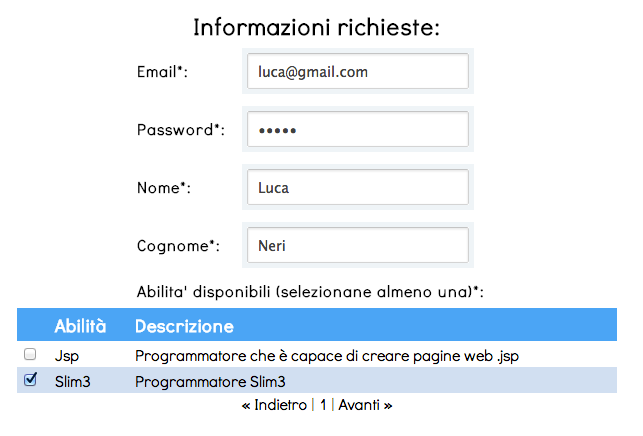 Informazioni richieste:
Email*: luca@gmail.com
Password*: •••••
Nome*: Luca
Cognome*: Neri
Abilita' disponibili (selezionane almeno una)*:
Abilità Descrizione
Jsp Programmatore che è capace di creare pagine web .jsp
Slim3 Programmatore Slim3
« Indietro | 1 | Avanti »